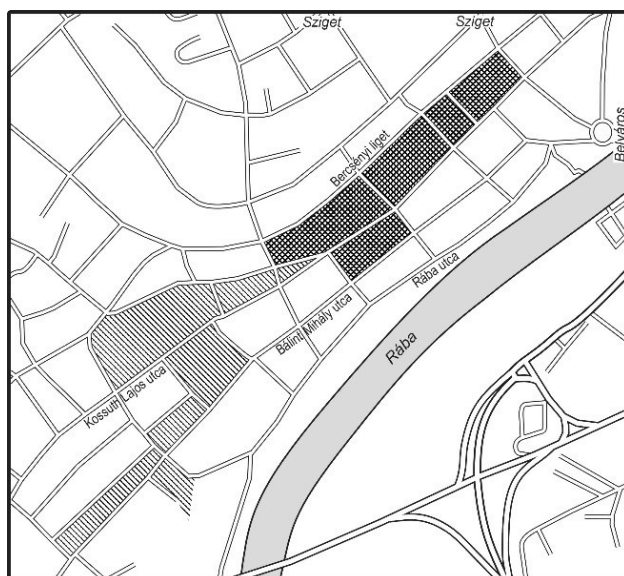 Sziget
Sziget
Belváros
Bercsényi liget
Rába utca
Bálint Mihály utca
Rába
Kossuth Lajos utca